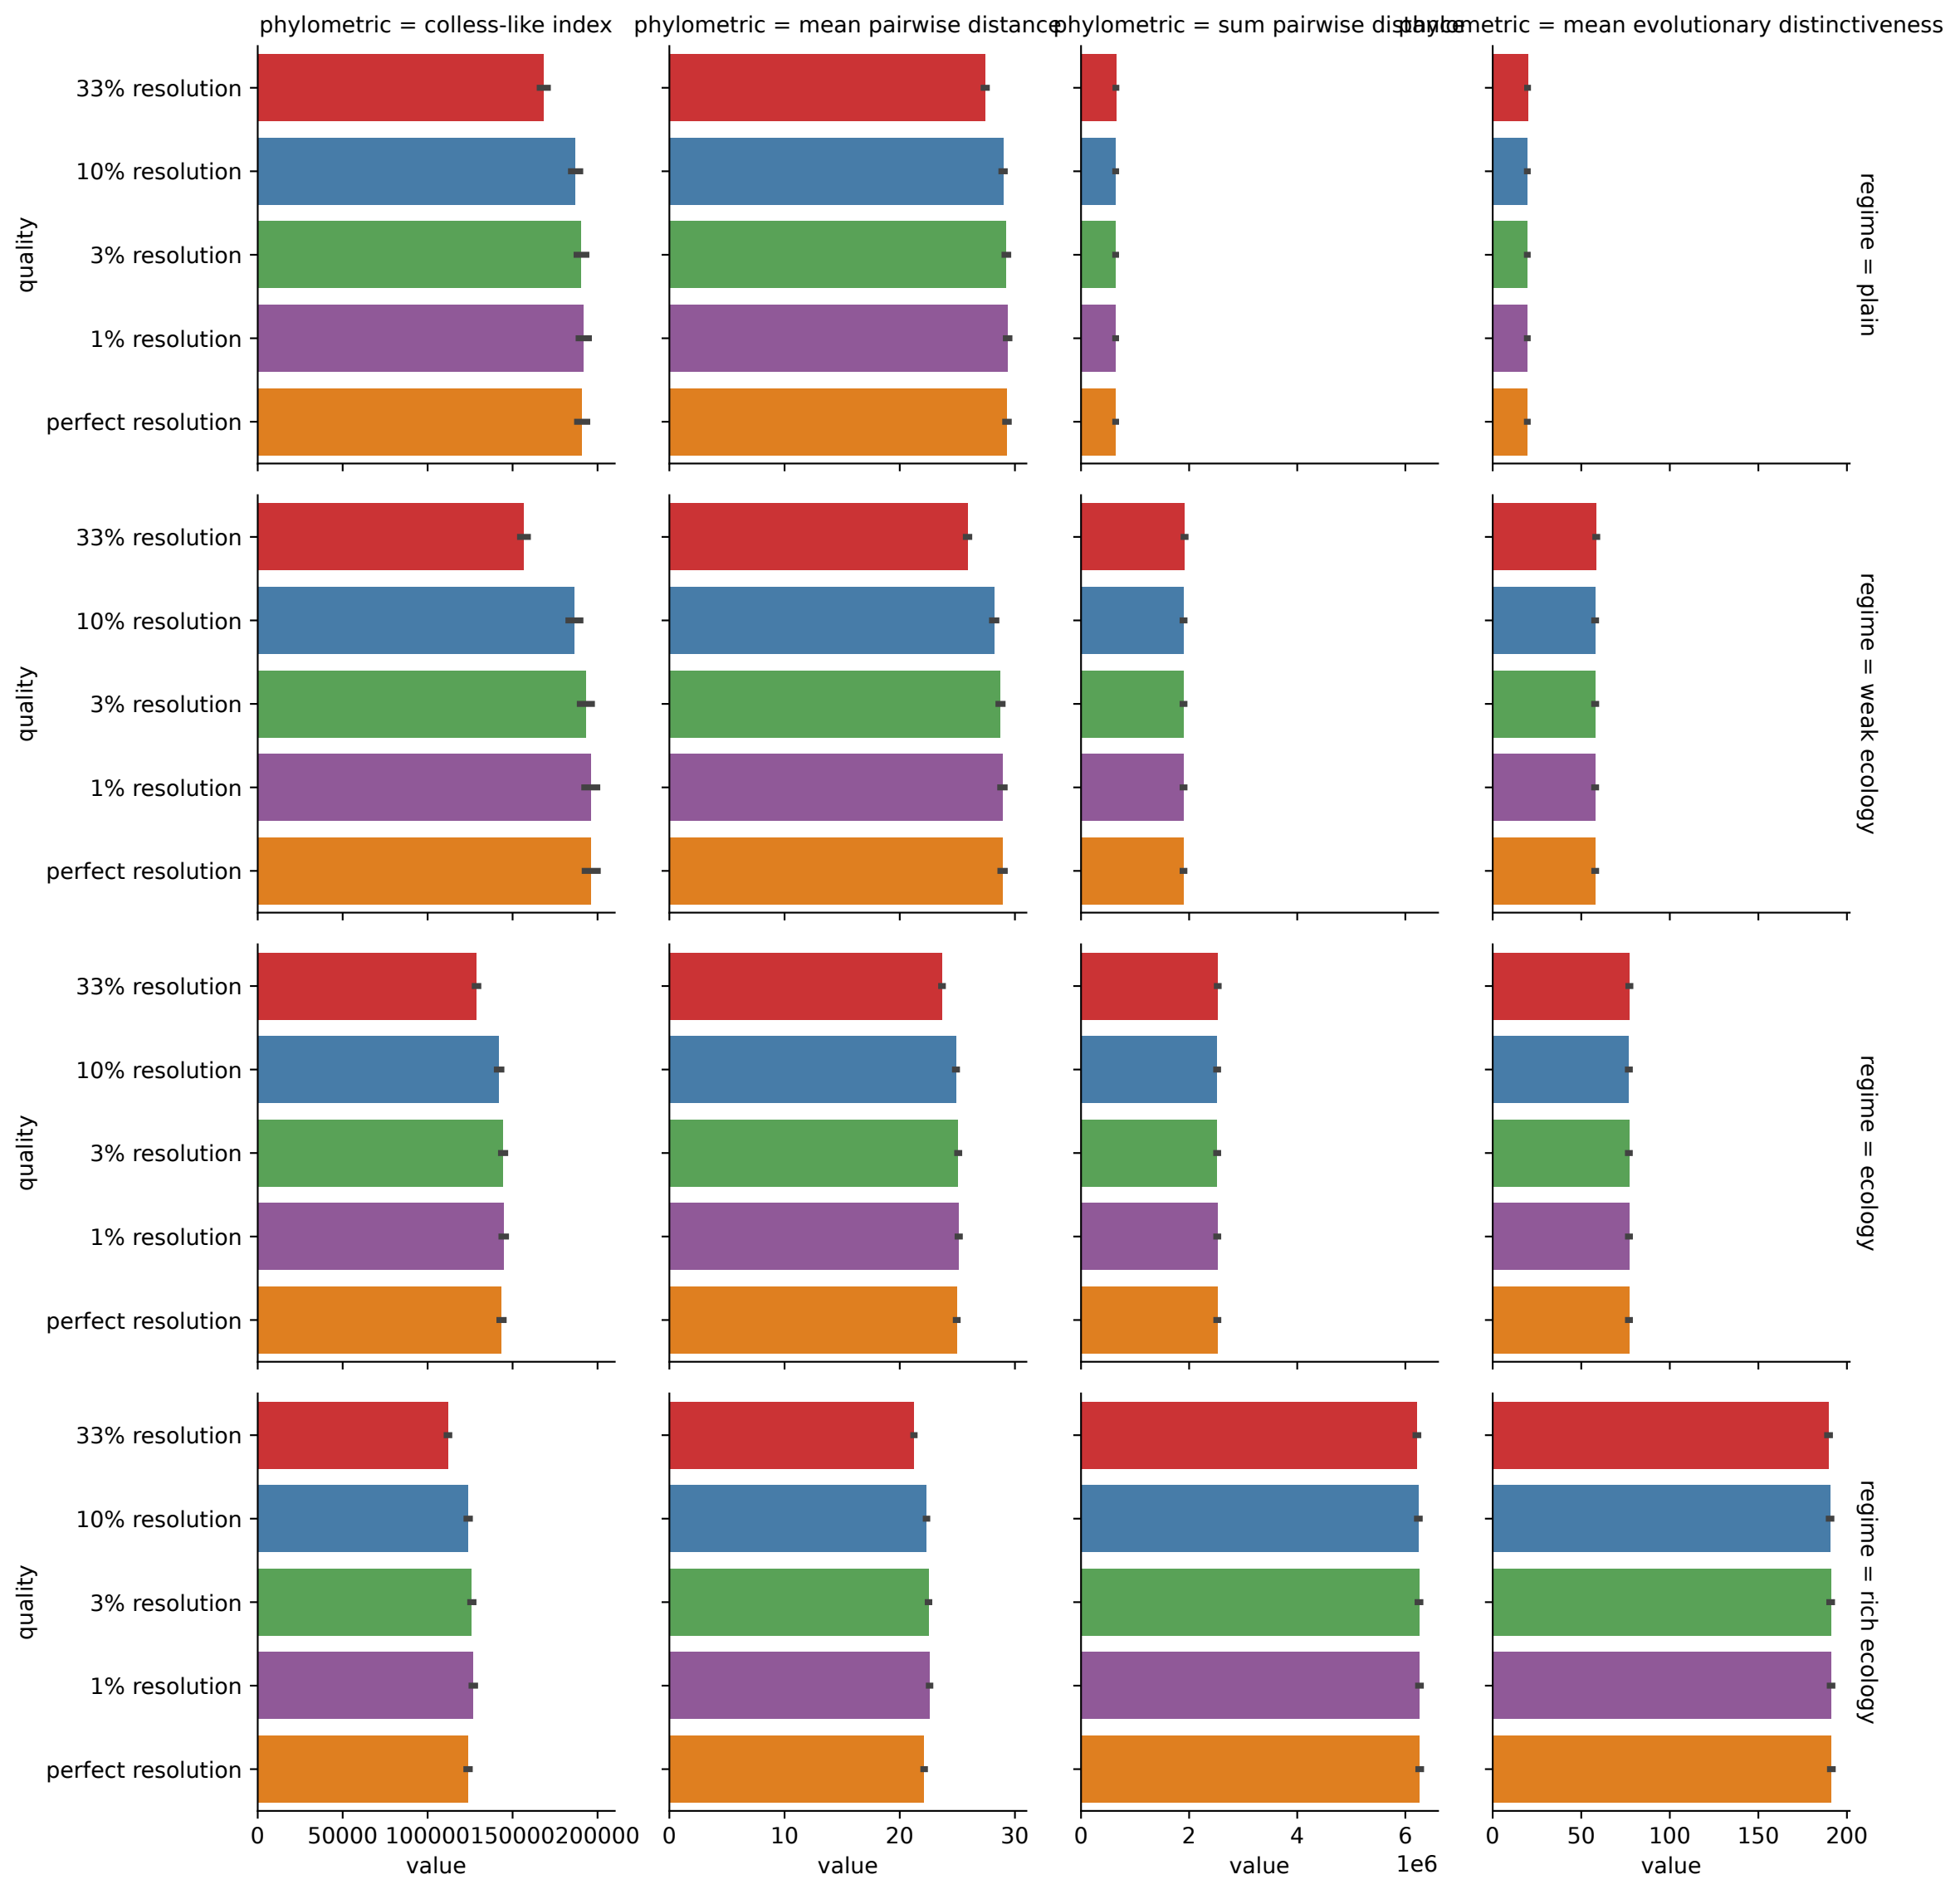 phylometric = colless-like index
phylometric = mean pairwise distance
phylometric = sum pairwise distance
phylometric = mean evolutionary distinctiveness
quality
33% resolution
10% resolution
3% resolution
1% resolution
perfect resolution
regime = plain
quality
33% resolution
10% resolution
3% resolution
1% resolution
perfect resolution
regime = weak ecology
quality
33% resolution
10% resolution
3% resolution
1% resolution
perfect resolution
regime = ecology
quality
33% resolution
10% resolution
3% resolution
1% resolution
perfect resolution
regime = rich ecology
0 50000 100000 150000 200000
value
0 10 20 30
value
0 2 4 6
1e6
value
0 50 100 150 200
value